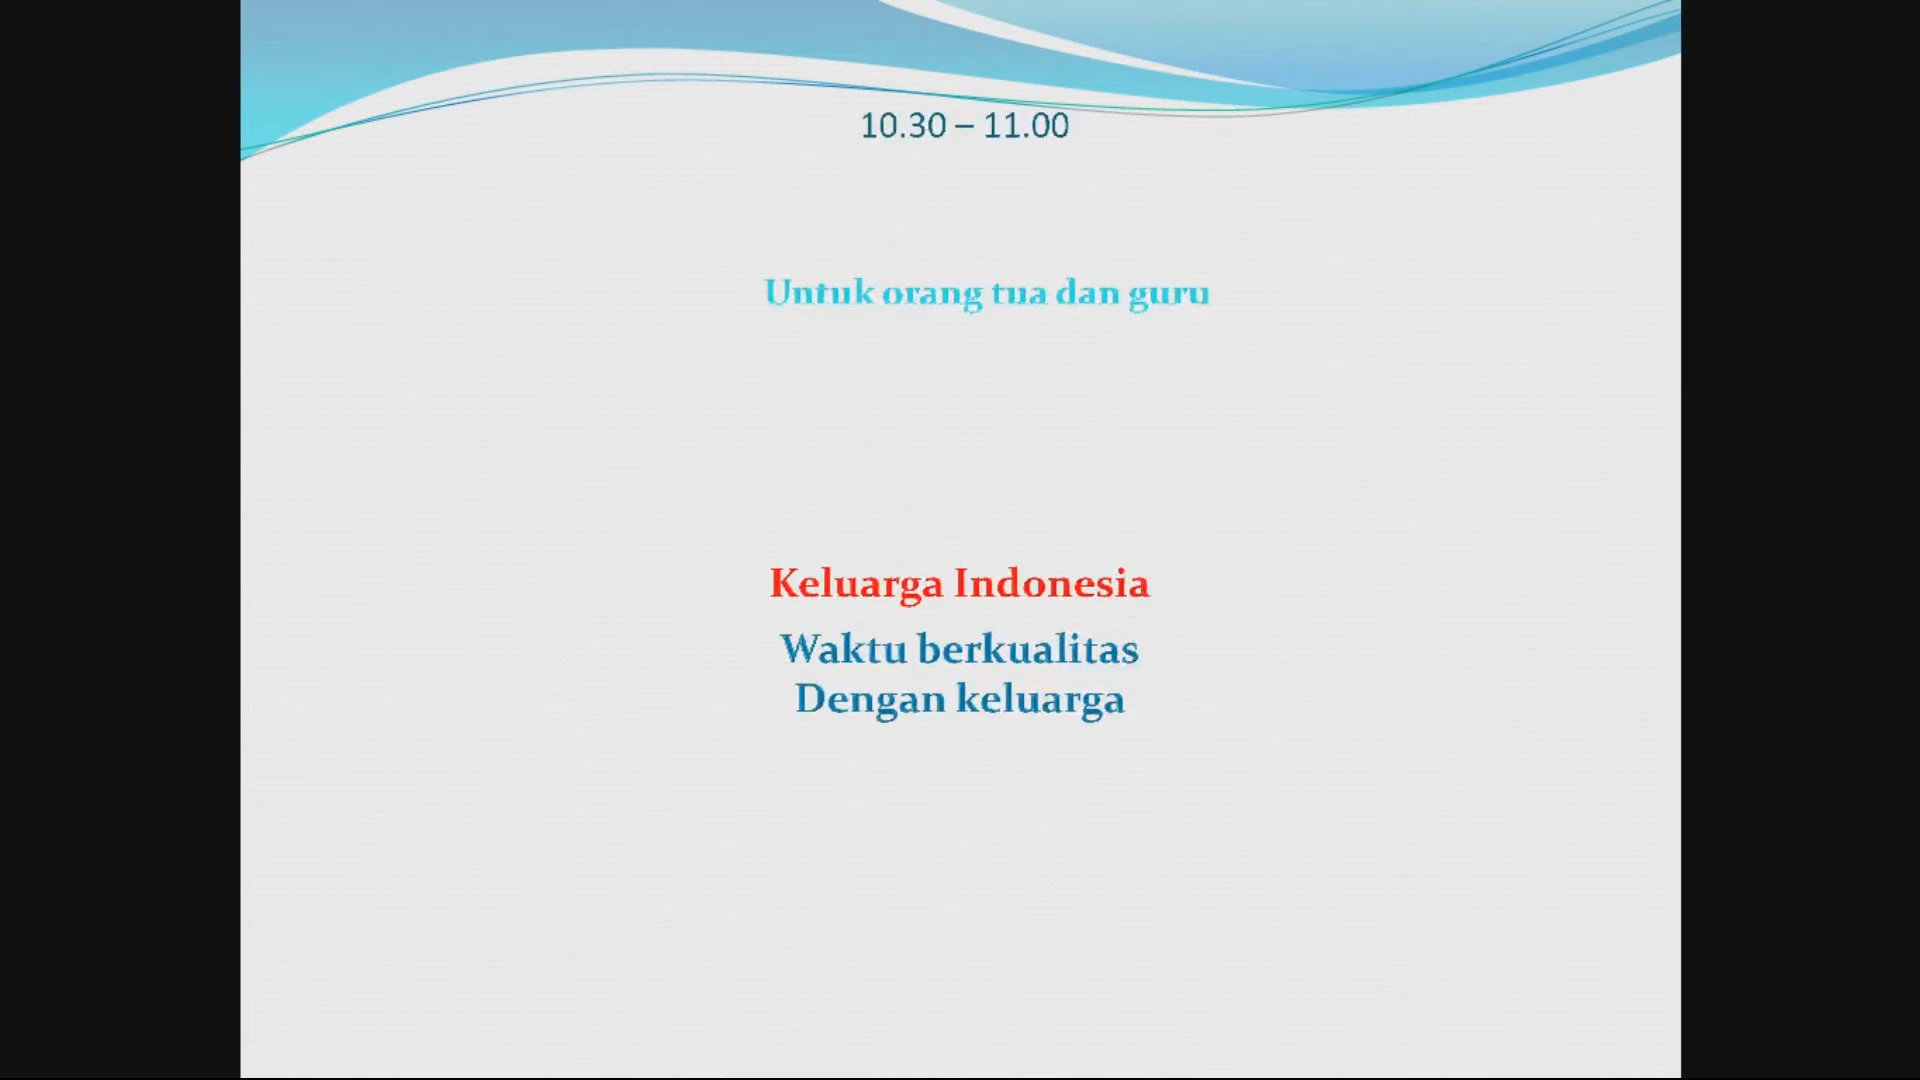 10.30 – 11.00
Untuk orang tua dan guru
Keluarga Indonesia
Waktu berkualitas
Dengan keluarga